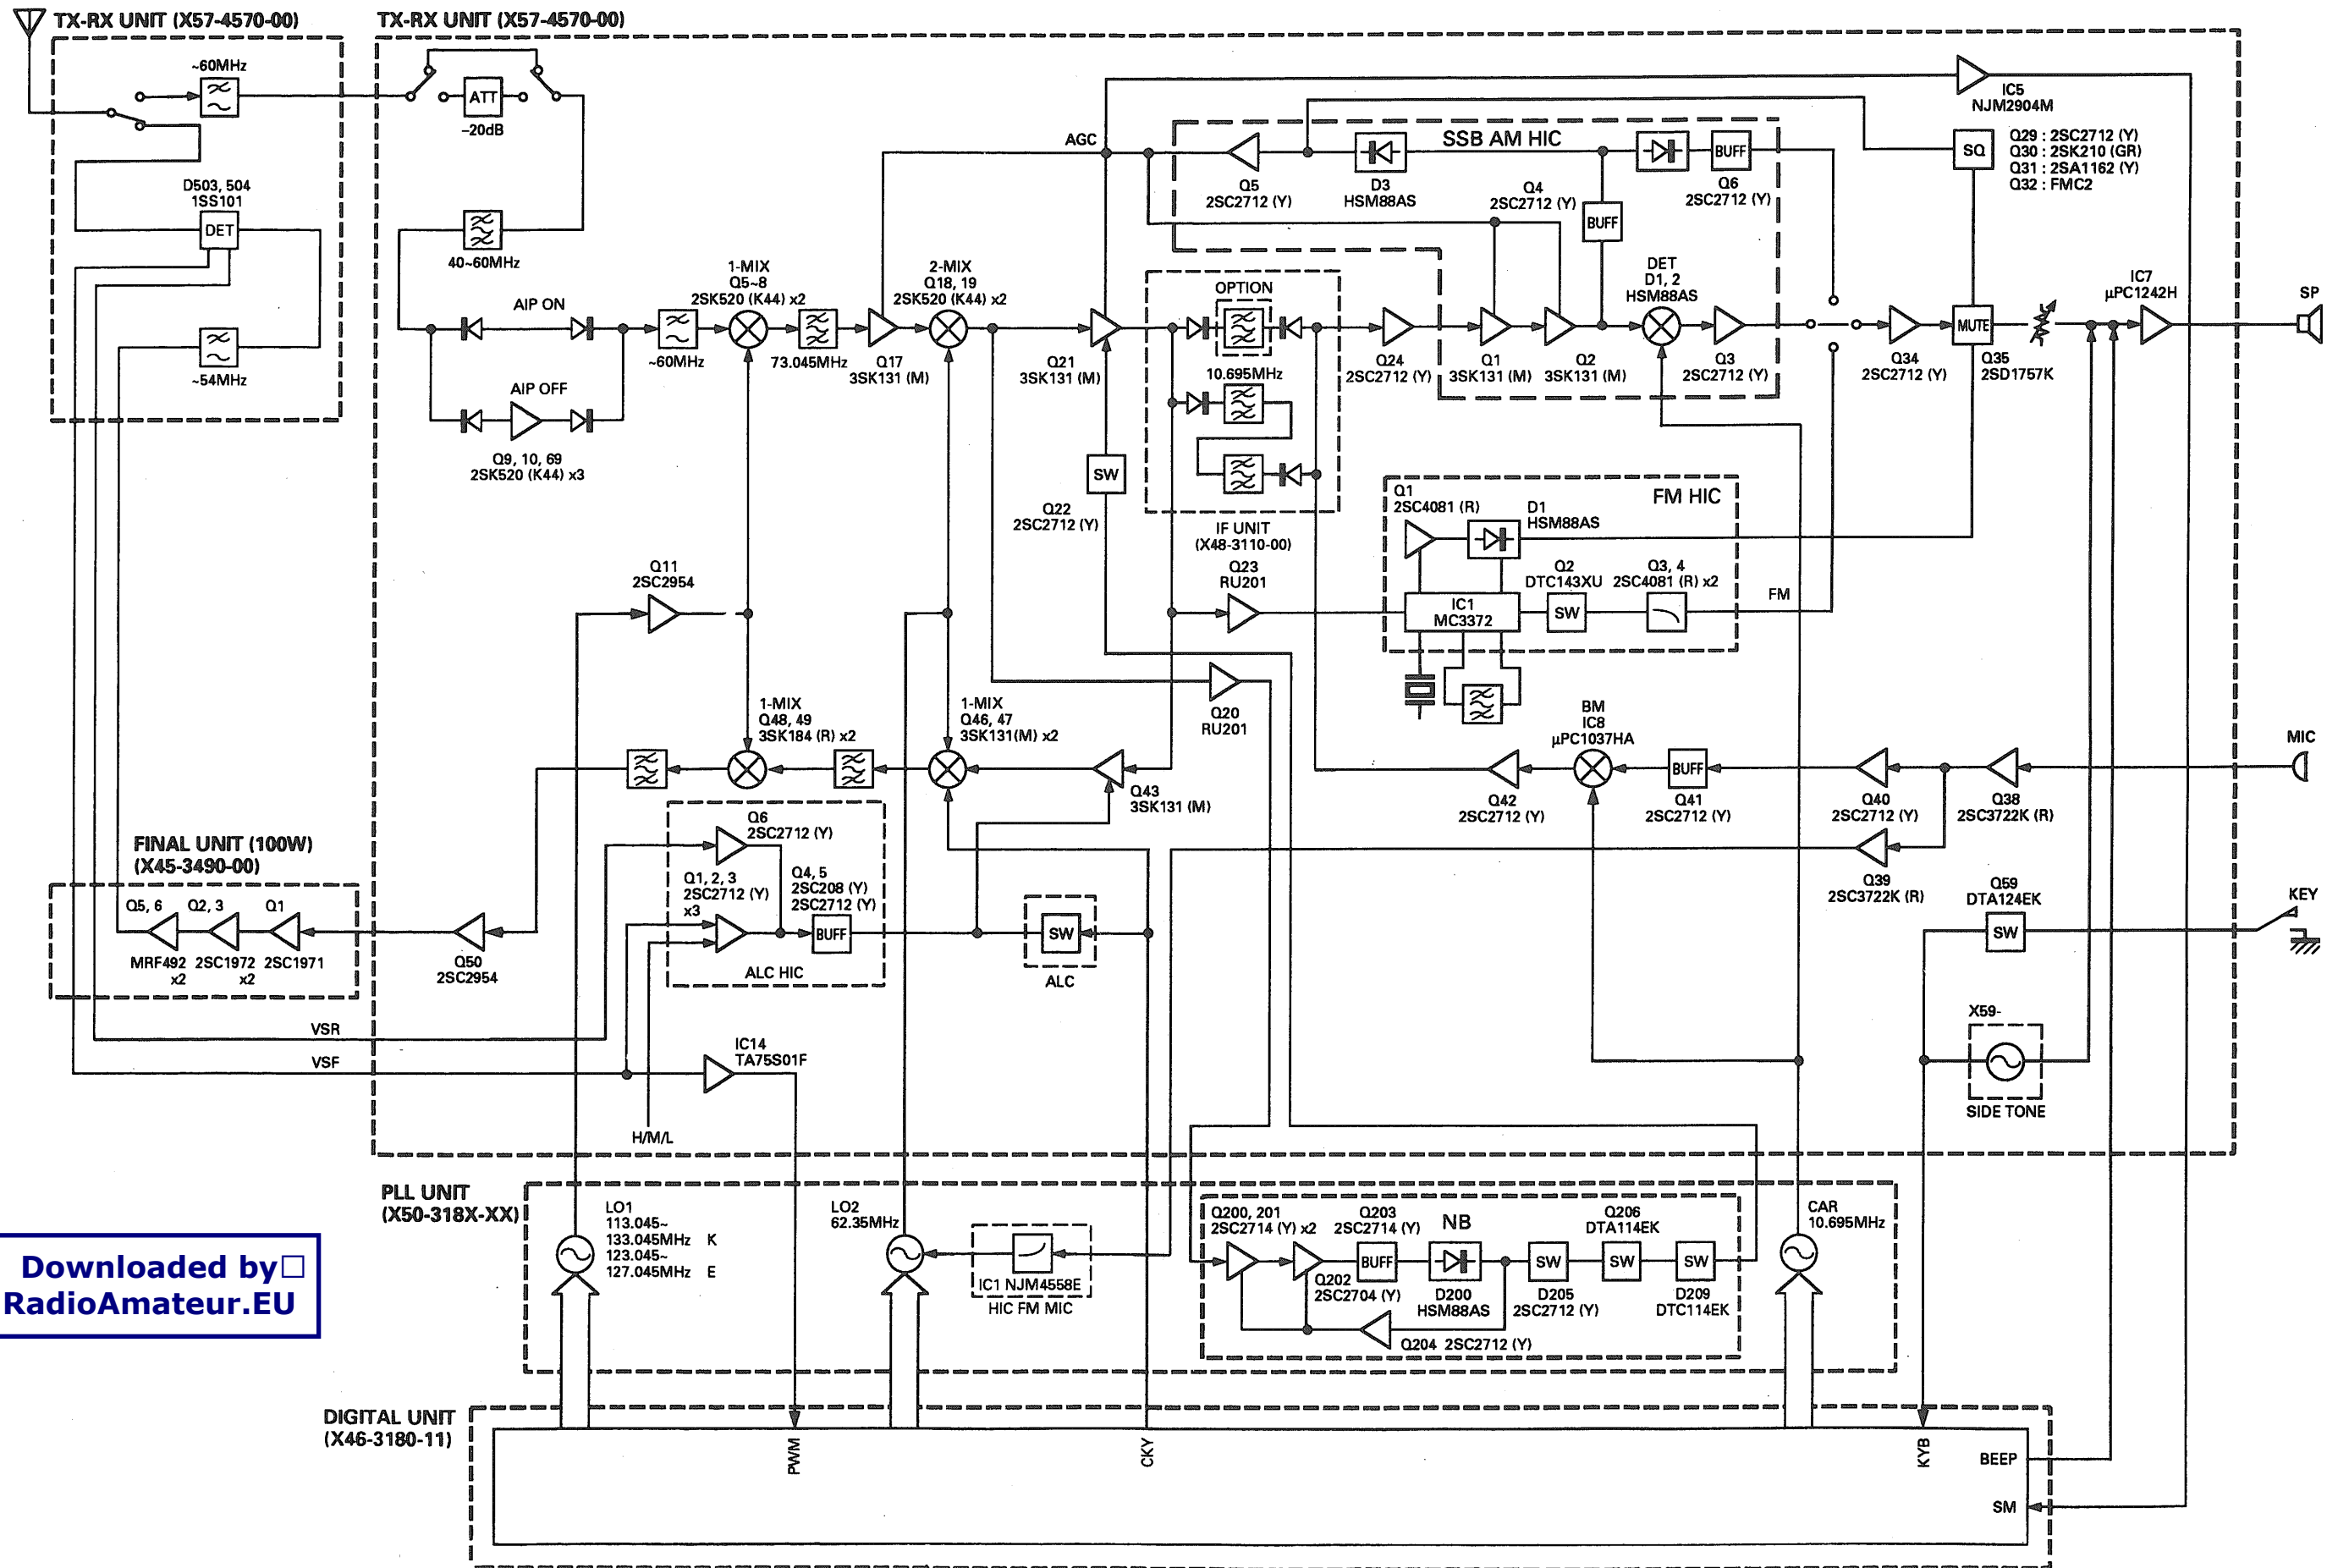 TX-RX UNIT (X57-4570-00)
TX-RX UNIT (X57-4570-00)
~60MHz
ATT
–20dB
D503, 504
1SS101
DET
~54MHz
40~60MHz
AIP ON
AIP OFF
Q9, 10, 69
2SK520 (K44) x3
~60MHz
1-MIX
Q5~8
2SK520 (K44) x2
73.045MHz
Q17
3SK131 (M)
2-MIX
Q18, 19
2SK520 (K44) x2
AGC
Q21
3SK131 (M)
SW
Q22
2SC2712 (Y)
OPTION
10.695MHz
IF UNIT
(X48-3110-00)
Q23
RU201
Q24
2SC2712 (Y)
SSB AM HIC
Q5
2SC2712 (Y)
D3
HSM88AS
Q4
2SC2712 (Y)
BUFF
BUFF
Q6
2SC2712 (Y)
Q1
3SK131 (M)
Q2
3SK131 (M)
DET
D1, 2
HSM88AS
Q3
2SC2712 (Y)
IC5
NJM2904M
SQ
Q29 : 2SC2712 (Y)
Q30 : 2SK210 (GR)
Q31 : 2SA1162 (Y)
Q32 : FMC2
Q34
2SC2712 (Y)
MUTE
Q35
2SD1757K
IC7
μPC1242H
SP
FM HIC
Q1
2SC4081 (R)
D1
HSM88AS
IC1
MC3372
Q2
DTC143XU
SW
Q3, 4
2SC4081 (R) x2
FM
Q11
2SC2954
Q20
RU201
1-MIX
Q48, 49
3SK184 (R) x2
1-MIX
Q46, 47
3SK131(M) x2
Q43
3SK131 (M)
Q42
2SC2712 (Y)
BM
IC8
μPC1037HA
BUFF
Q41
2SC2712 (Y)
Q40
2SC2712 (Y)
Q38
2SC3722K (R)
MIC
Q39
2SC3722K (R)
Q59
DTA124EK
SW
KEY
X59-
SIDE TONE
FINAL UNIT (100W)
(X45-3490-00)
Q5, 6
Q2, 3
Q1
MRF492
x2
2SC1972
x2
2SC1971
Q50
2SC2954
Q6
2SC2712 (Y)
Q1, 2, 3
2SC2712 (Y)
x3
Q4, 5
2SC208 (Y)
2SC2712 (Y)
BUFF
ALC HIC
SW
ALC
VSR
VSF
IC14
TA75S01F
H/M/L
PLL UNIT
(X50-318X-XX)
LO1
113.045~
133.045MHz K
123.045~
127.045MHz E
LO2
62.35MHz
IC1 NJM4558E
HIC FM MIC
NB
Q200, 201
2SC2714 (Y) x2
Q202
2SC2704 (Y)
Q203
2SC2714 (Y)
BUFF
D200
HSM88AS
SW
D205
2SC2712 (Y)
Q206
DTA114EK
SW
SW
D209
DTC114EK
Q204 2SC2712 (Y)
CAR
10.695MHz
Downloaded by□
RadioAmateur.EU
DIGITAL UNIT
(X46-3180-11)
PWM
CKY
KYB
BEEP
SM